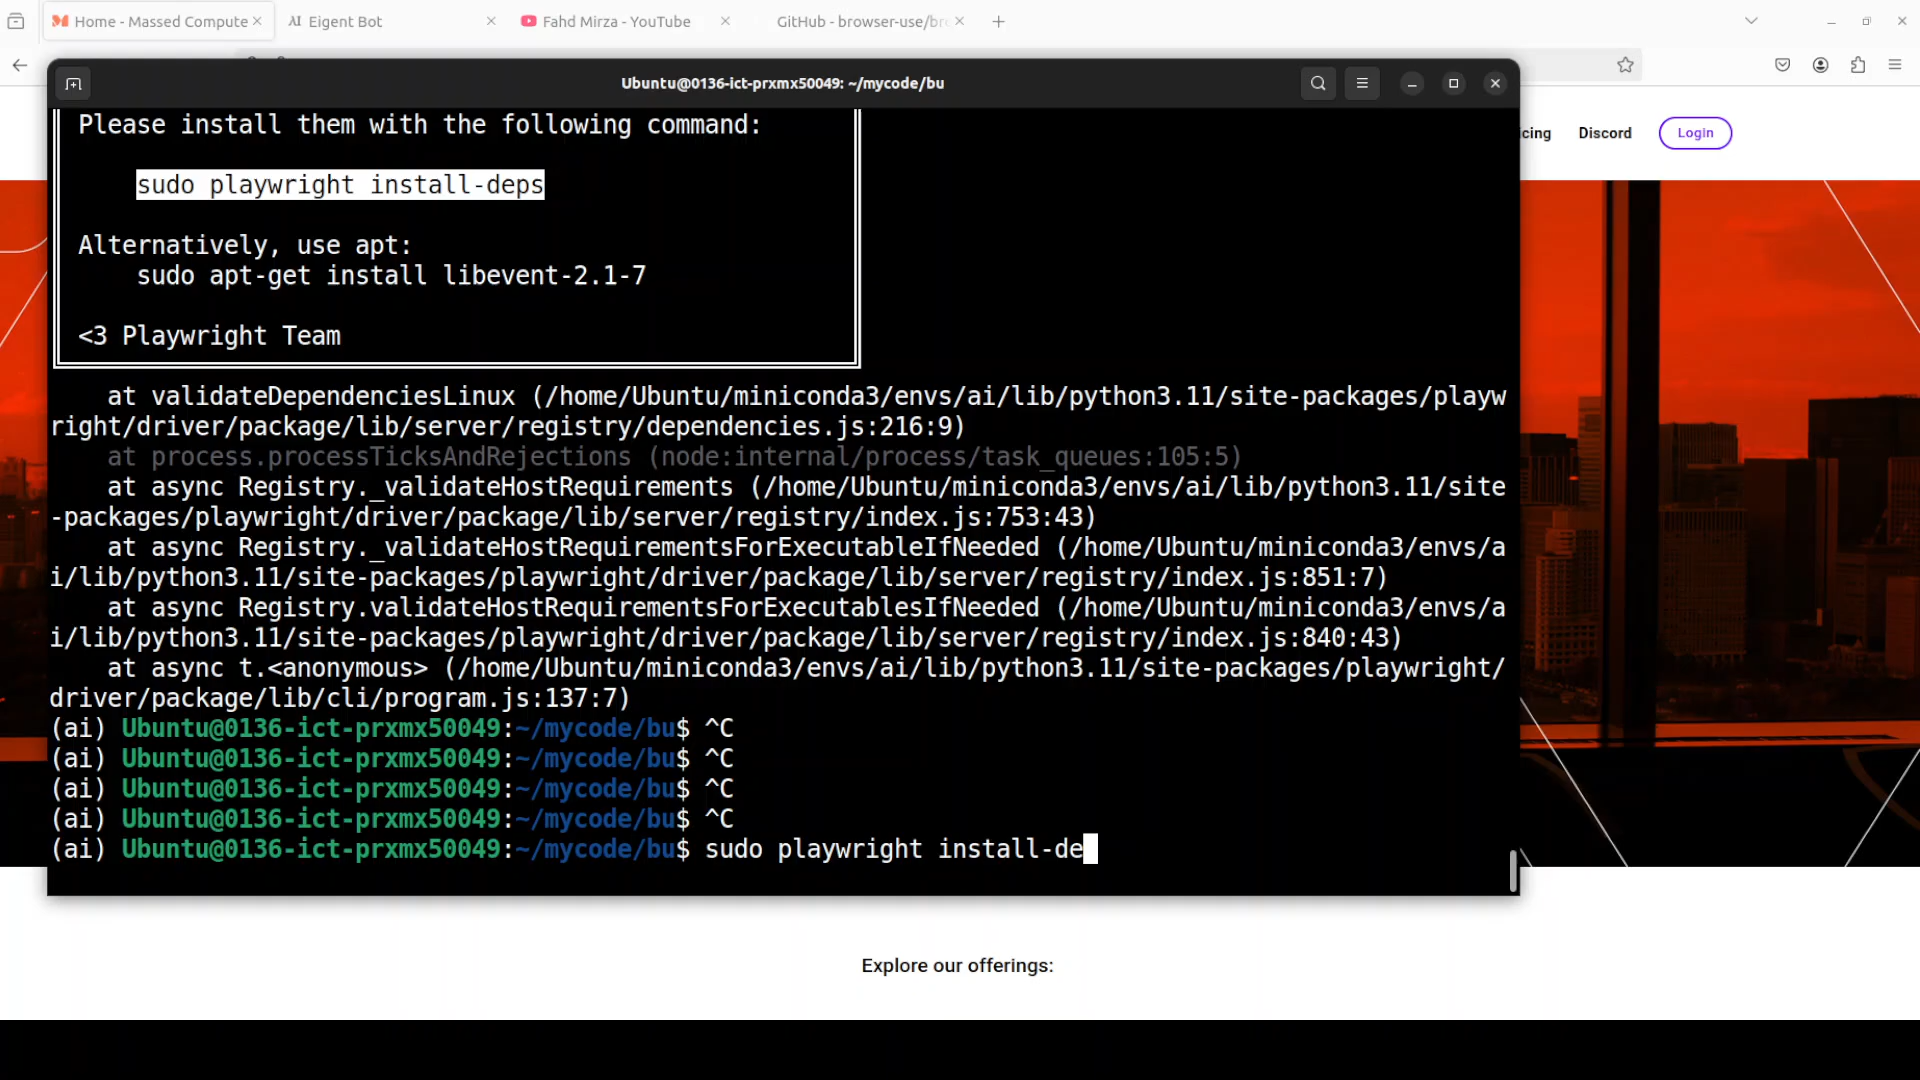 Home - Massed Compute
Eigent Bot
Fahd Mirza - YouTube
GitHub - browser-use/br
Ubuntu@0136-ict-prxmx50049: ~/mycode/bu
cing
Discord
Login
Please install them with the following command:
sudo playwright install-deps
Alternatively, use apt:
sudo apt-get install libevent-2.1-7
<3 Playwright Team
at validateDependenciesLinux (/home/Ubuntu/miniconda3/envs/ai/lib/python3.11/site-packages/playw
right/driver/package/lib/server/registry/dependencies.js:216:9)
at process.processTicksAndRejections (node:internal/process/task_queues:105:5)
at async Registry._validateHostRequirements (/home/Ubuntu/miniconda3/envs/ai/lib/python3.11/site
-packages/playwright/driver/package/lib/server/registry/index.js:753:43)
at async Registry._validateHostRequirementsForExecutableIfNeeded (/home/Ubuntu/miniconda3/envs/a
i/lib/python3.11/site-packages/playwright/driver/package/lib/server/registry/index.js:851:7)
at async Registry.validateHostRequirementsForExecutablesIfNeeded (/home/Ubuntu/miniconda3/envs/a
i/lib/python3.11/site-packages/playwright/driver/package/lib/server/registry/index.js:840:43)
at async t.<anonymous> (/home/Ubuntu/miniconda3/envs/ai/lib/python3.11/site-packages/playwright/
driver/package/lib/cli/program.js:137:7)
(ai) Ubuntu@0136-ict-prxmx50049:~/mycode/bu$ ^C
(ai) Ubuntu@0136-ict-prxmx50049:~/mycode/bu$ ^C
(ai) Ubuntu@0136-ict-prxmx50049:~/mycode/bu$ ^C
(ai) Ubuntu@0136-ict-prxmx50049:~/mycode/bu$ ^C
(ai) Ubuntu@0136-ict-prxmx50049:~/mycode/bu$ sudo playwright install-de
Explore our offerings: